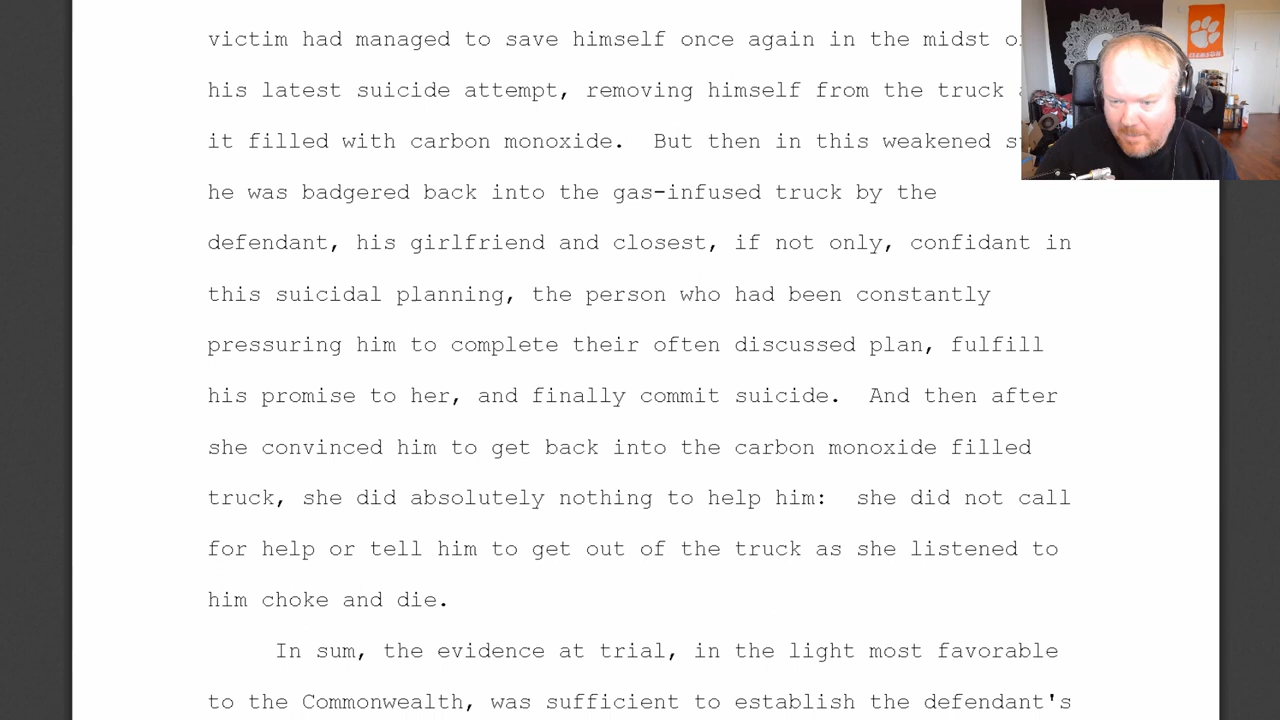 victim had managed to save himself once again in the midst
his latest suicide attempt, removing himself from the truck
it filled with carbon monoxide.  But then in this weakened
he was badgered back into the gas-infused truck by the
defendant, his girlfriend and closest, if not only, confidant in
this suicidal planning, the person who had been constantly
pressuring him to complete their often discussed plan, fulfill
his promise to her, and finally commit suicide.  And then after
she convinced him to get back into the carbon monoxide filled
truck, she did absolutely nothing to help him:  she did not call
for help or tell him to get out of the truck as she listened to
him choke and die.
In sum, the evidence at trial, in the light most favorable
to the Commonwealth, was sufficient to establish the defendant's
CLEMSON